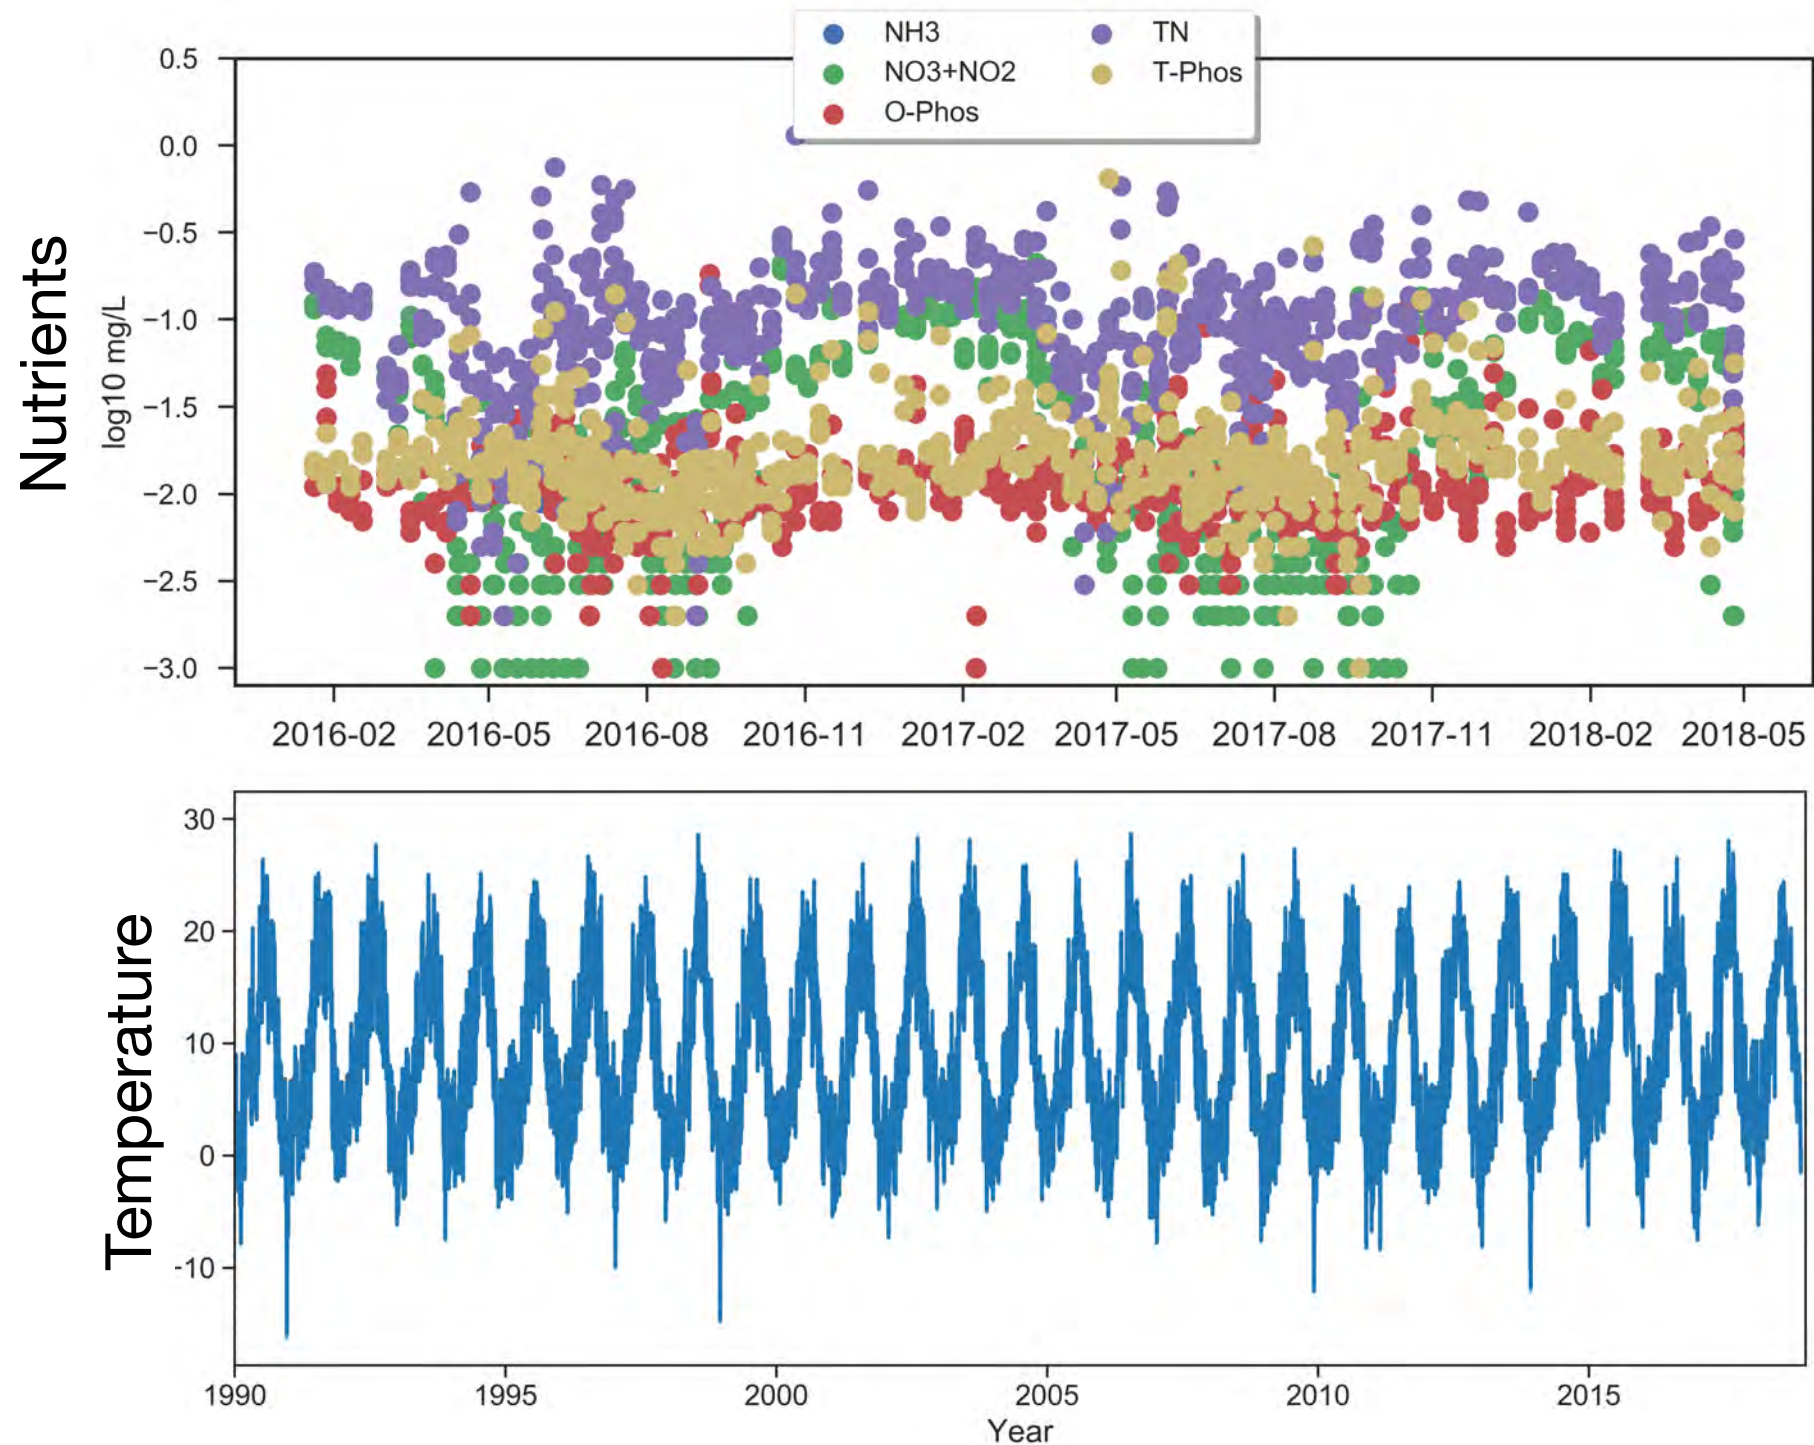 NH3
NO3+NO2
O-Phos
TN
T-Phos
Nutrients
log10 mg/L
0.5
0.0
−0.5
−1.0
−1.5
−2.0
−2.5
−3.0
2016-02 2016-05 2016-08 2016-11 2017-02 2017-05 2017-08 2017-11 2018-02 2018-05
Temperature
30
20
10
0
-10
1990 1995 2000 2005 2010 2015
Year